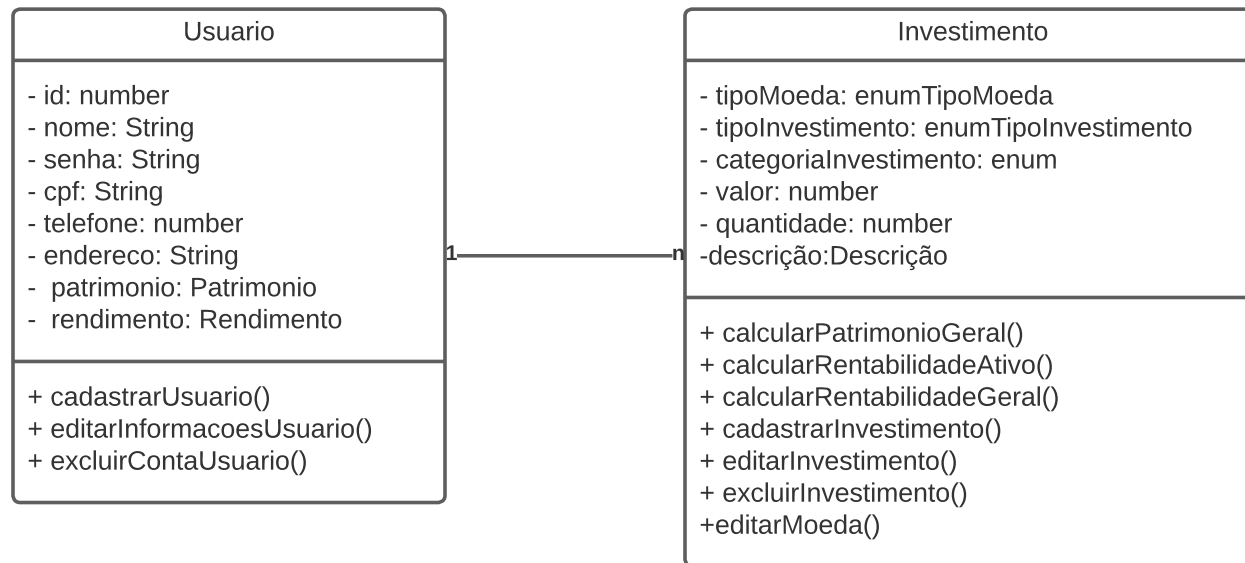 Usuario
- id: number
- nome: String
- senha: String
- cpf: String
- telefone: number
- endereco: String
-  patrimonio: Patrimonio
-  rendimento: Rendimento
+ cadastrarUsuario()
+ editarInformacoesUsuario()
+ excluirContaUsuario()
1
n
Investimento
- tipoMoeda: enumTipoMoeda
- tipoInvestimento: enumTipoInvestimento
- categoriaInvestimento: enum
- valor: number
- quantidade: number
-descrição:Descrição
+ calcularPatrimonioGeral()
+ calcularRentabilidadeAtivo()
+ calcularRentabilidadeGeral()
+ cadastrarInvestimento()
+ editarInvestimento()
+ excluirInvestimento()
+editarMoeda()